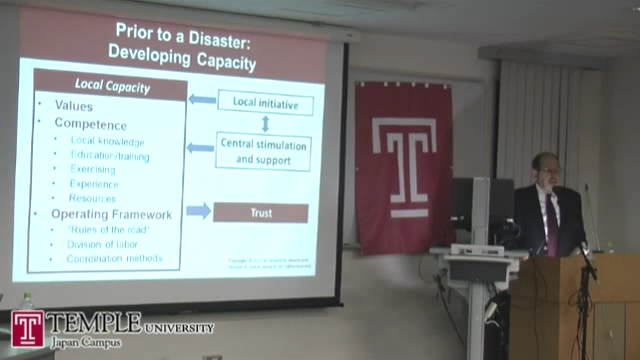 Prior to a Disaster:
Developing Capacity
Local Capacity
• Values
• Competence
• Local knowledge
• Education/training
• Exercising
• Experience
• Resources
• Operating Framework
• "Rules of the road"
• Division of labor
• Coordination methods
Local initiative
Central stimulation
and support
Trust
T
T
TEMPLE UNIVERSITY
Japan Campus